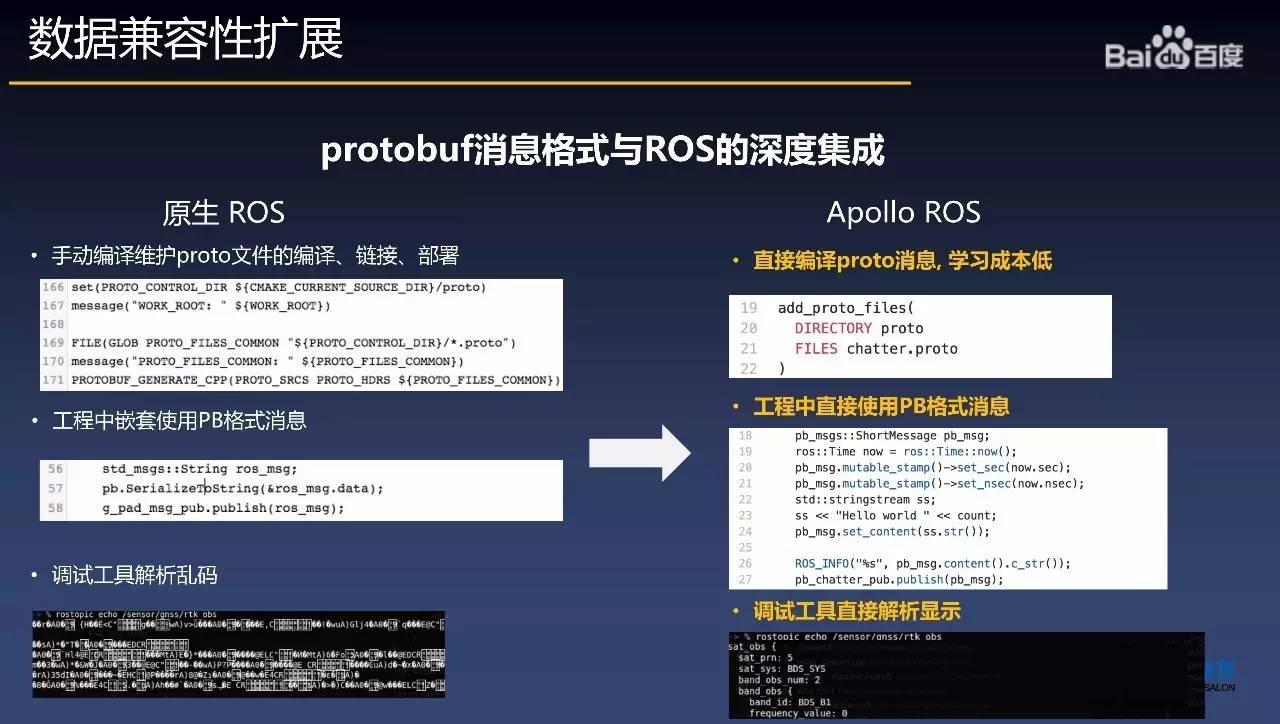 数据兼容性扩展
Bai du 百度
protobuf消息格式与ROS的深度集成
原生 ROS
• 手动编译维护proto文件的编译、链接、部署
166 set(PROTO_CONTROL_DIR ${CMAKE_CURRENT_SOURCE_DIR}/proto)
167 message("WORK_ROOT: " ${WORK_ROOT})
168
169 FILE(GLOB PROTO_FILES_COMMON "${PROTO_CONTROL_DIR}/*.proto")
170 message("PROTO_FILES_COMMON: " ${PROTO_FILES_COMMON})
171 PROTOBUF_GENERATE_CPP(PROTO_SRCS PROTO_HDRS ${PROTO_FILES_COMMON})
• 工程中嵌套使用PB格式消息
56 std_msgs::String ros_msg;
57 pb.SerializeToString(&ros_msg.data);
58 g_pad_msg_pub.publish(ros_msg);
• 调试工具解析乱码
> % rostopic echo /sensor/gnss/rtk obs
Apollo ROS
• 直接编译proto消息, 学习成本低
19 add_proto_files(
20 DIRECTORY proto
21 FILES chatter.proto
22 )
• 工程中直接使用PB格式消息
18 pb_msgs::ShortMessage pb_msg;
19 ros::Time now = ros::Time::now();
20 pb_msg.mutable_stamp()->set_sec(now.sec);
21 pb_msg.mutable_stamp()->set_nsec(now.nsec);
22 std::stringstream ss;
23 ss << "Hello world " << count;
24 pb_msg.set_content(ss.str());
25
26 ROS_INFO("%s", pb_msg.content().c_str());
27 pb_chatter_pub.publish(pb_msg);
• 调试工具直接解析显示
> % rostopic echo /sensor/gnss/rtk obs
sat_obs {
sat_prn: 5
sat_sys: BDS_SYS
band_obs_num: 2
band_obs {
band_id: BDS_B1
frequency_value: 0
SALON